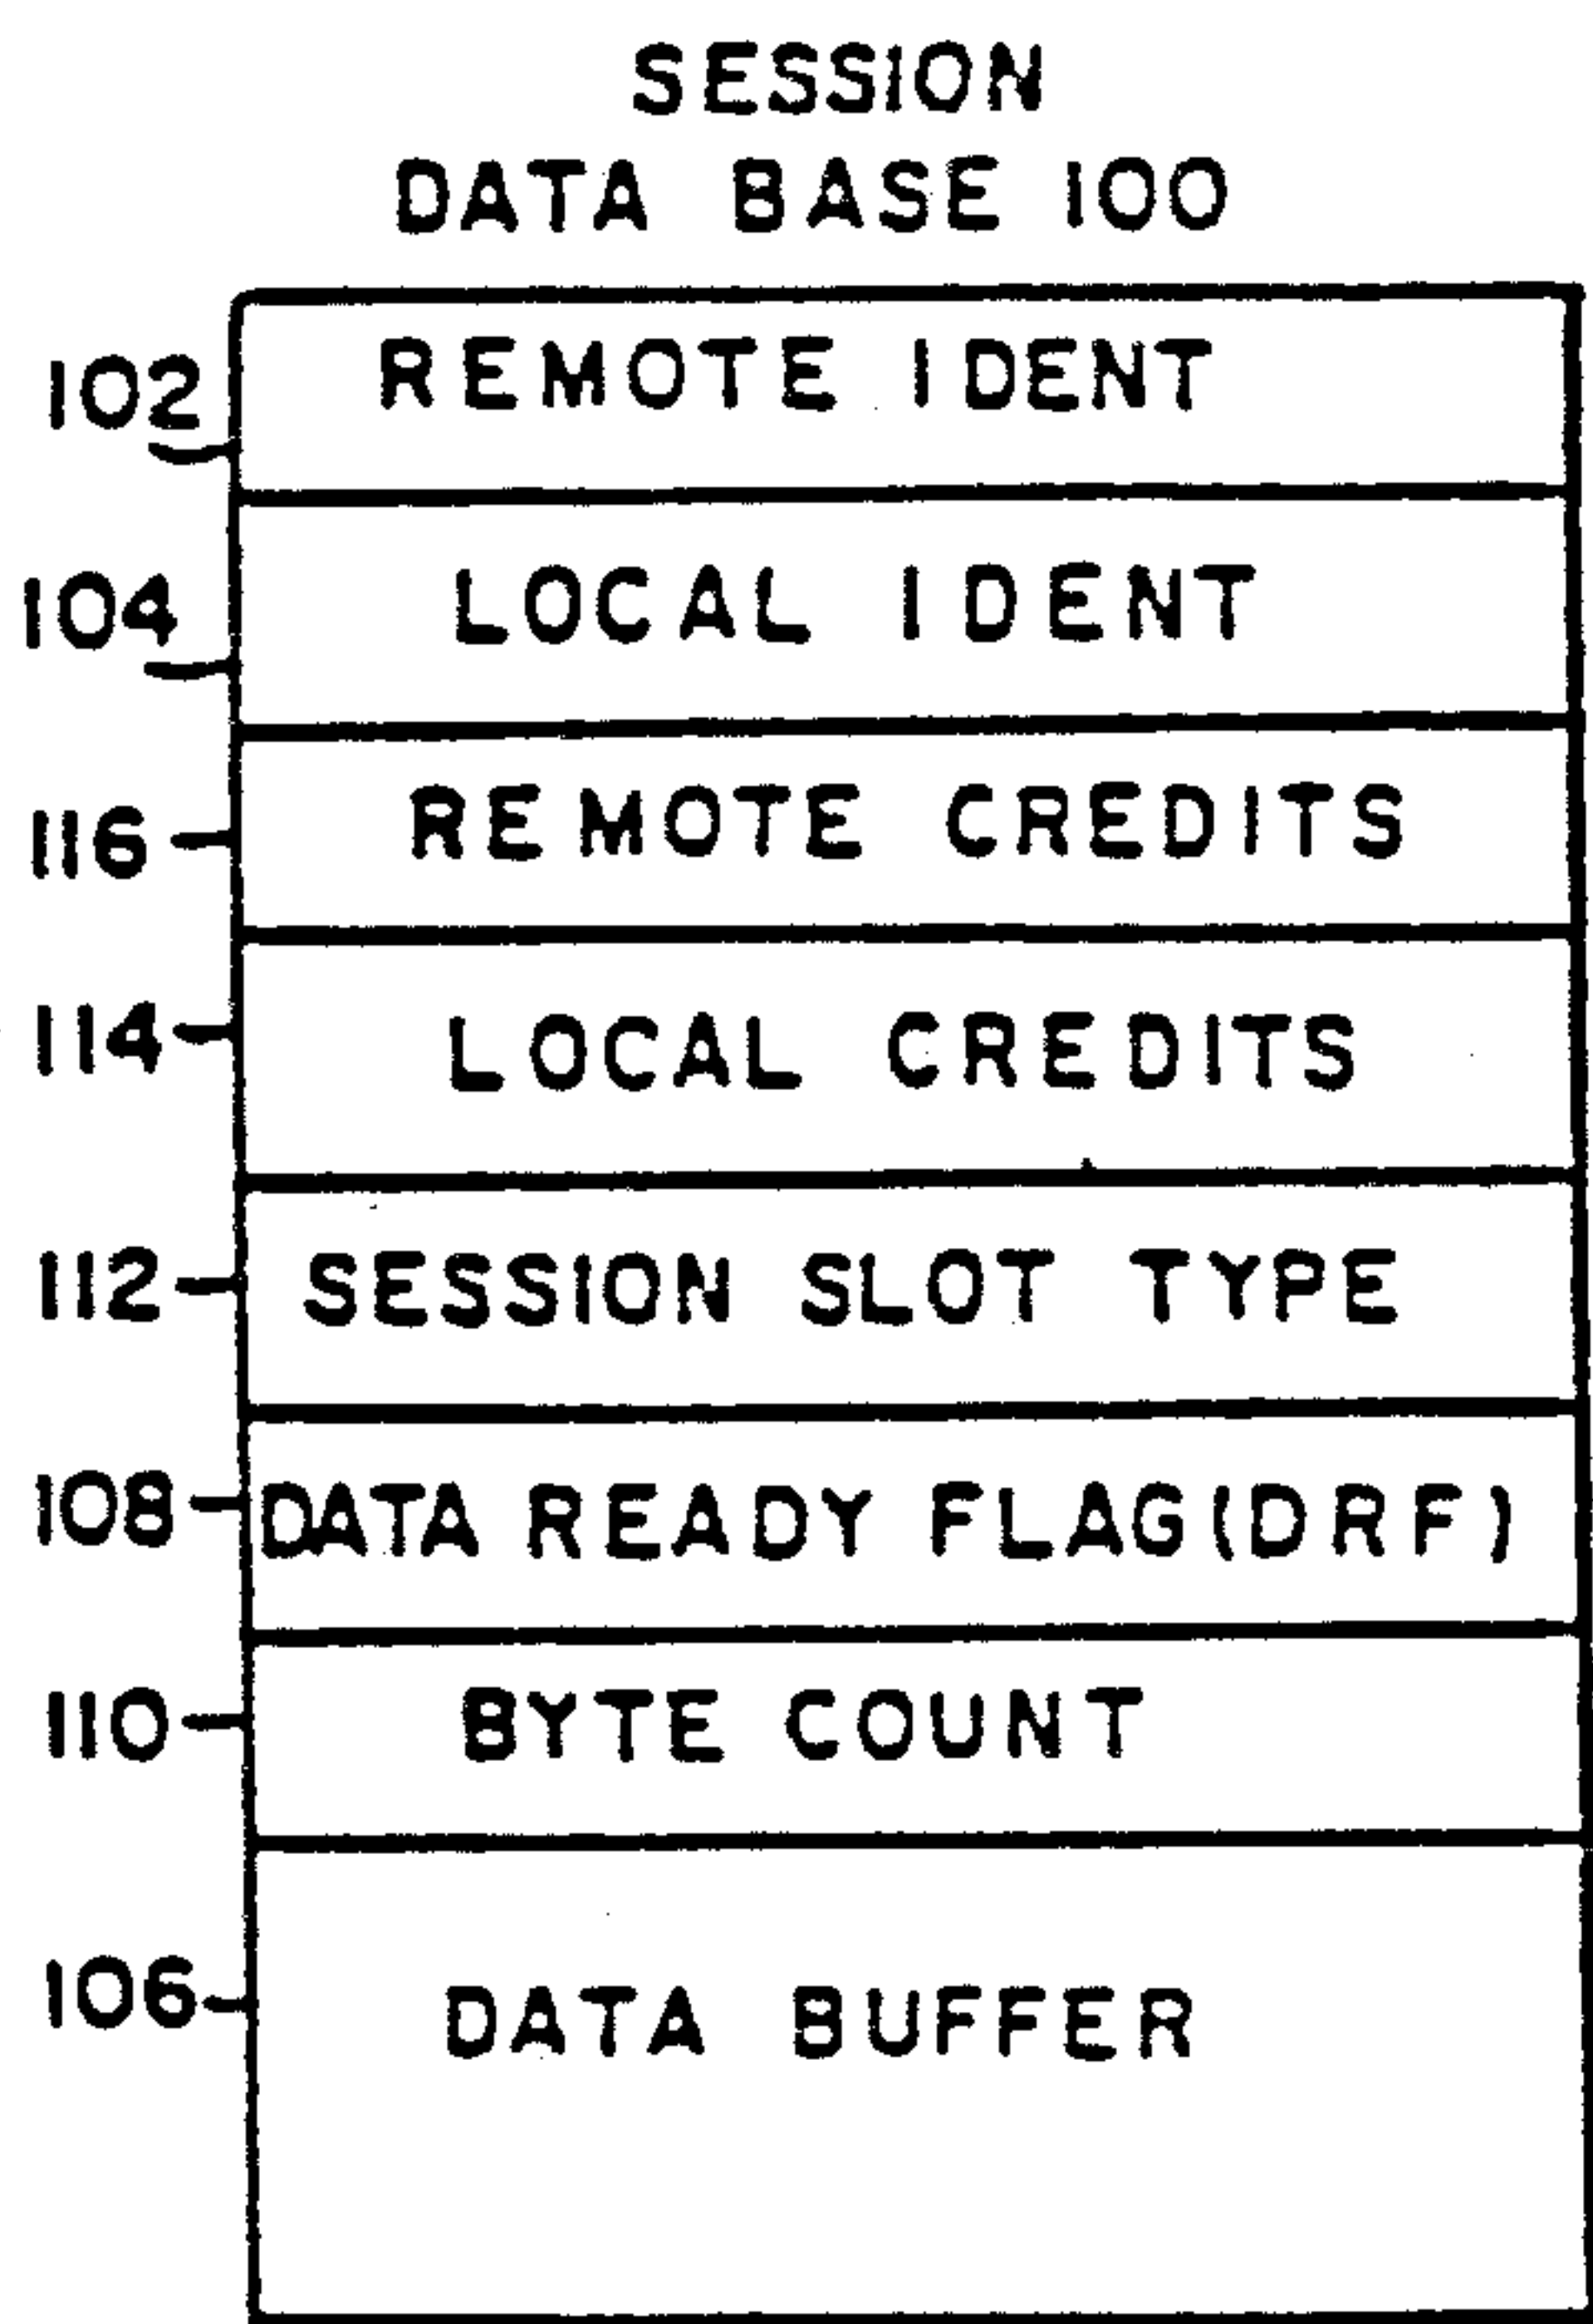 SESSION
DATA BASE 100
102 REMOTE IDENT
104 LOCAL IDENT
116 REMOTE CREDITS
114 LOCAL CREDITS
112 SESSION SLOT TYPE
108 DATA READY FLAG(DRF)
110 BYTE COUNT
106 DATA BUFFER